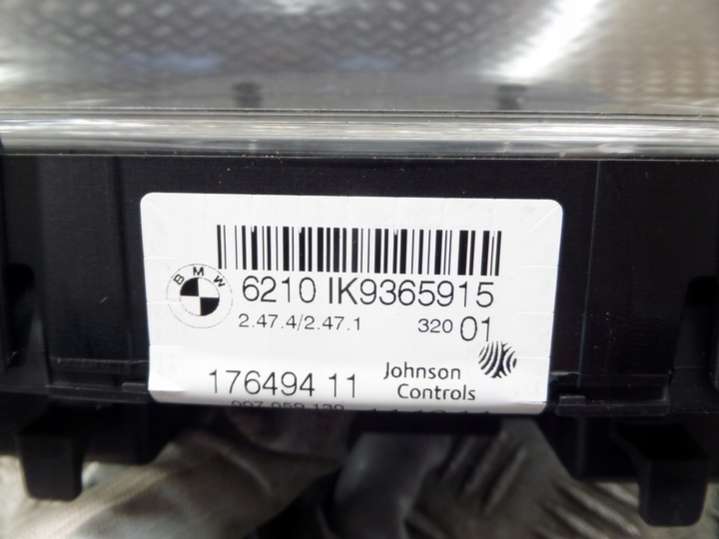 BMW
6210 IK9365915
2.47.4/2.47.1 320 01
176494 11
Johnson
Controls